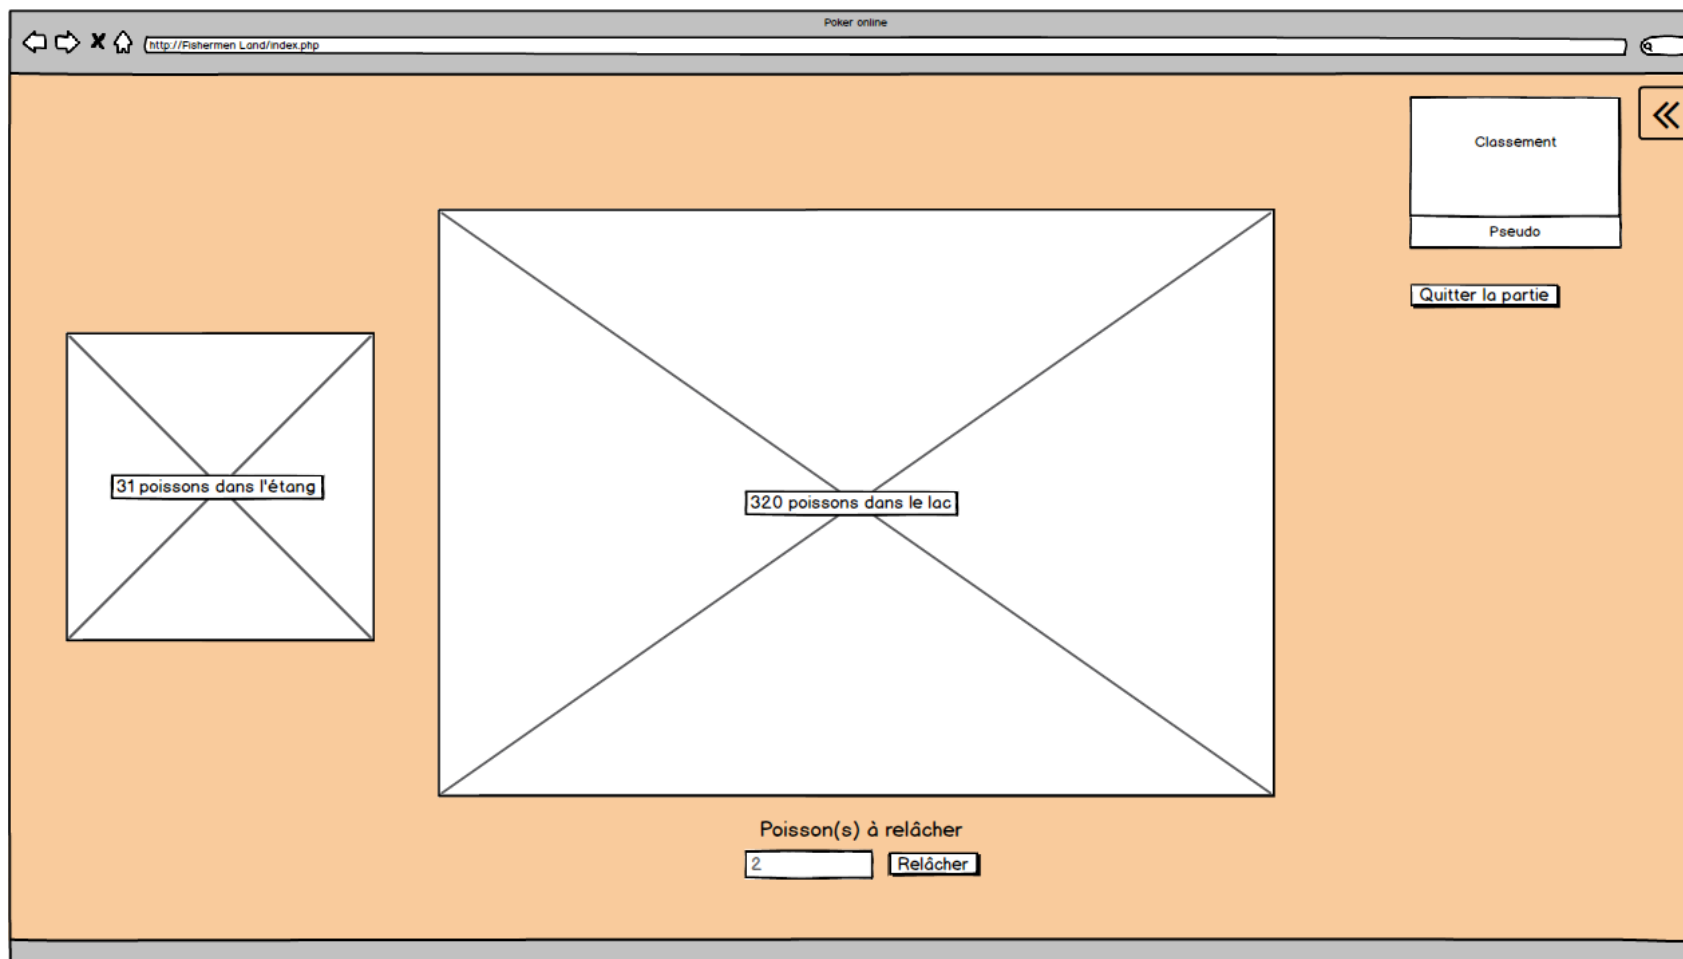 Poker online
http://Fishermen Land/index.php
Classement
Pseudo
Quitter la partie
31 poissons dans l'étang
320 poissons dans le lac
Poisson(s) à relâcher
2
Relâcher